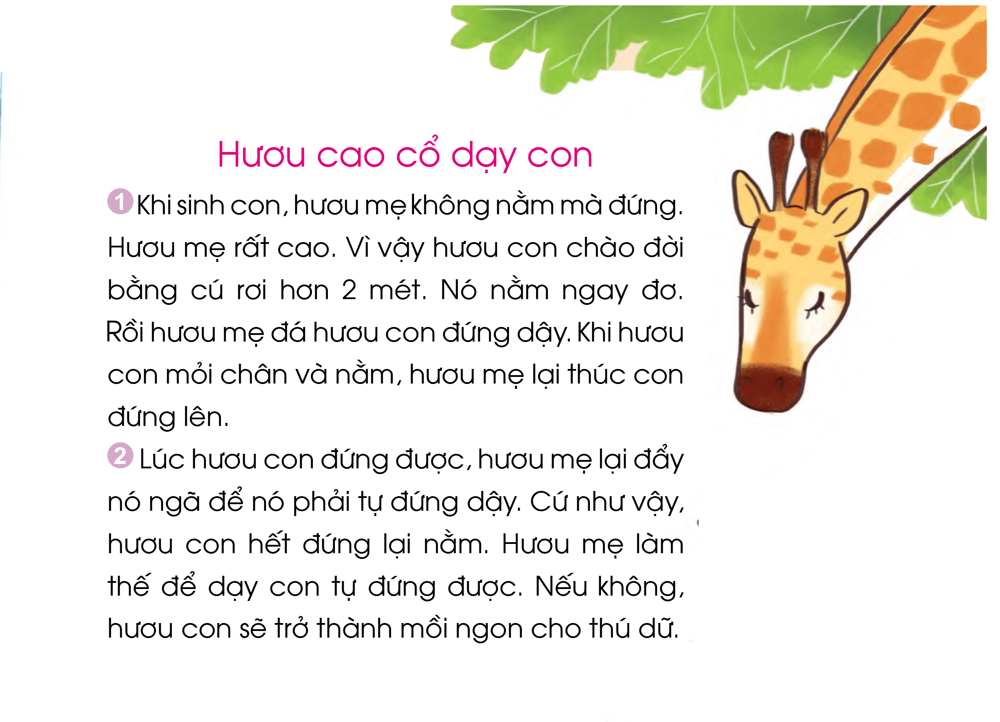 Hươu cao cổ dạy con
1 Khi sinh con, hươu mẹ không nằm mà đứng.
Hươu mẹ rất cao. Vì vậy hươu con chào đời
bằng cú rơi hơn 2 mét. Nó nằm ngay đơ.
Rồi hươu mẹ đá hươu con đứng dậy. Khi hươu
con mỏi chân và nằm, hươu mẹ lại thúc con
đứng lên.
2 Lúc hươu con đứng được, hươu mẹ lại đẩy
nó ngã để nó phải tự đứng dậy. Cứ như vậy,
hươu con hết đứng lại nằm. Hươu mẹ làm
thế để dạy con tự đứng được. Nếu không,
hươu con sẽ trở thành mồi ngon cho thú dữ.